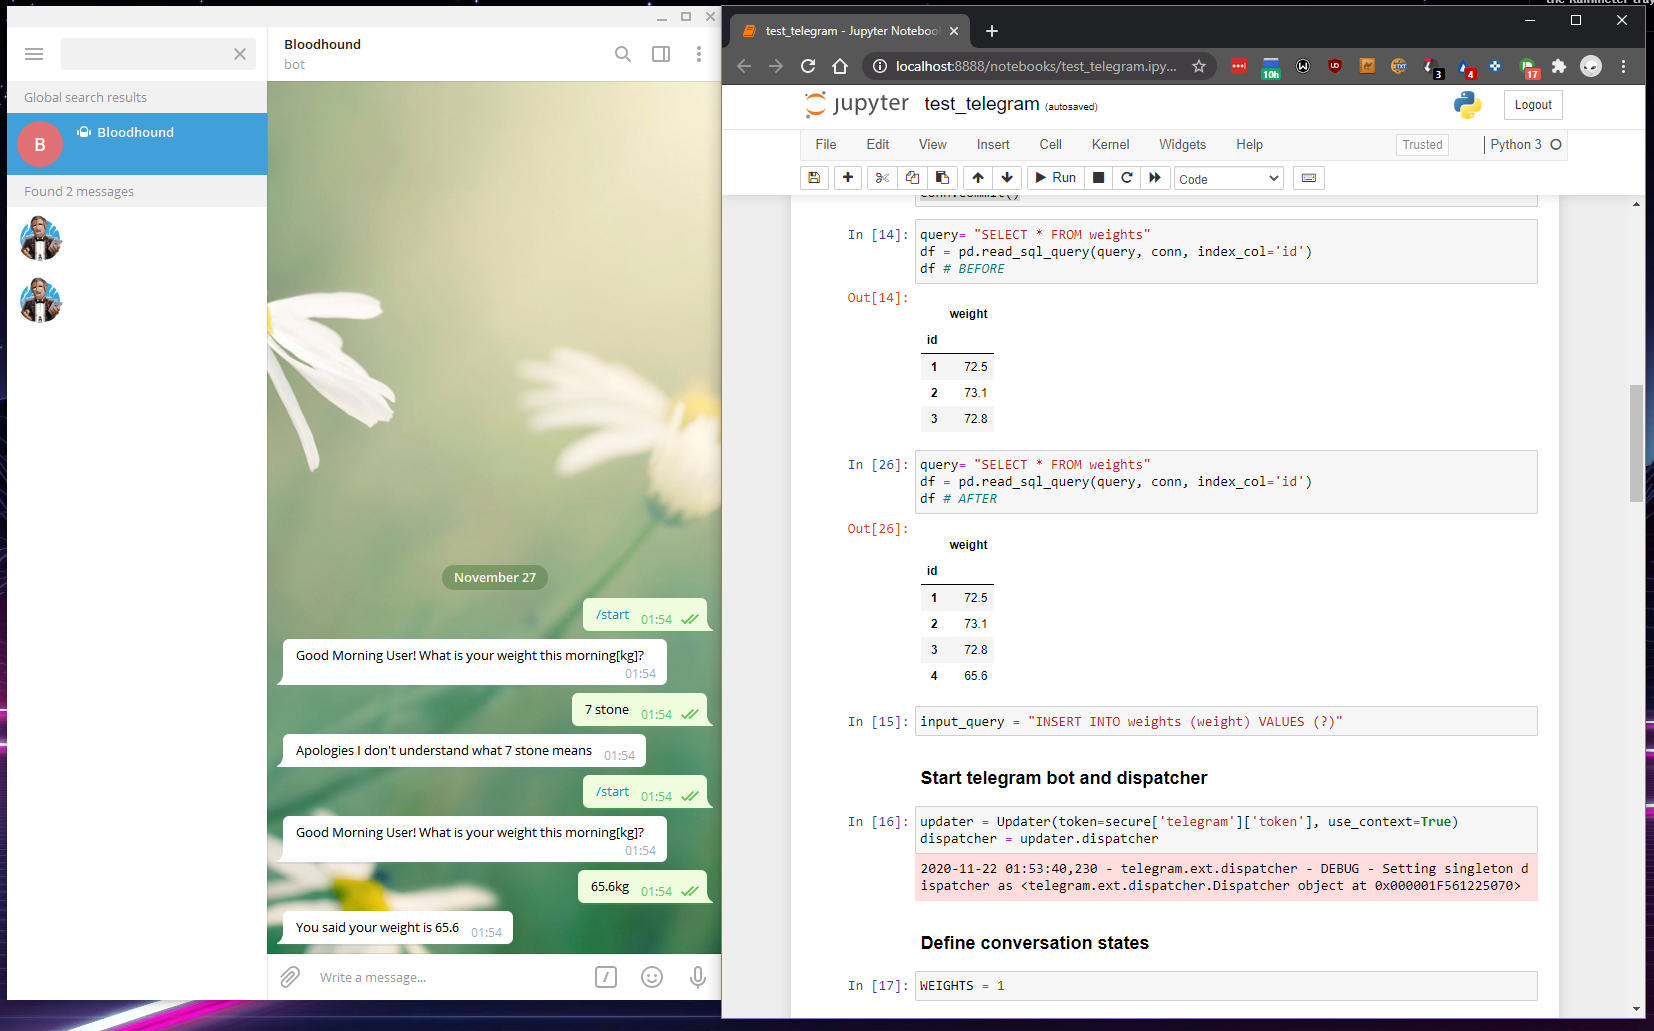 Bloodhound
bot
Global search results
B
Bloodhound
Found 2 messages
November 27
/start 01:54
Good Morning User! What is your weight this morning[kg]?
01:54
7 stone 01:54
Apologies I don't understand what 7 stone means 01:54
/start 01:54
Good Morning User! What is your weight this morning[kg]?
01:54
65.6kg 01:54
You said your weight is 65.6 01:54
Write a message...
test_telegram - Jupyter Notebook
localhost:8888/notebooks/test_telegram.ipy...
10h
3
4
17
jupyter test_telegram (autosaved)
Logout
File Edit View Insert Cell Kernel Widgets Help
Trusted
Python 3
Run
Code
conn.commit()
In [14]: query= "SELECT * FROM weights"
df = pd.read_sql_query(query, conn, index_col='id')
df # BEFORE
Out[14]:
weight
id
1 72.5
2 73.1
3 72.8
In [26]: query= "SELECT * FROM weights"
df = pd.read_sql_query(query, conn, index_col='id')
df # AFTER
Out[26]:
weight
id
1 72.5
2 73.1
3 72.8
4 65.6
In [15]: input_query = "INSERT INTO weights (weight) VALUES (?)"
Start telegram bot and dispatcher
In [16]: updater = Updater(token=secure['telegram']['token'], use_context=True)
dispatcher = updater.dispatcher
2020-11-22 01:53:40,230 - telegram.ext.dispatcher - DEBUG - Setting singleton d
ispatcher as <telegram.ext.dispatcher.Dispatcher object at 0x000001F561225070>
Define conversation states
In [17]: WEIGHTS = 1